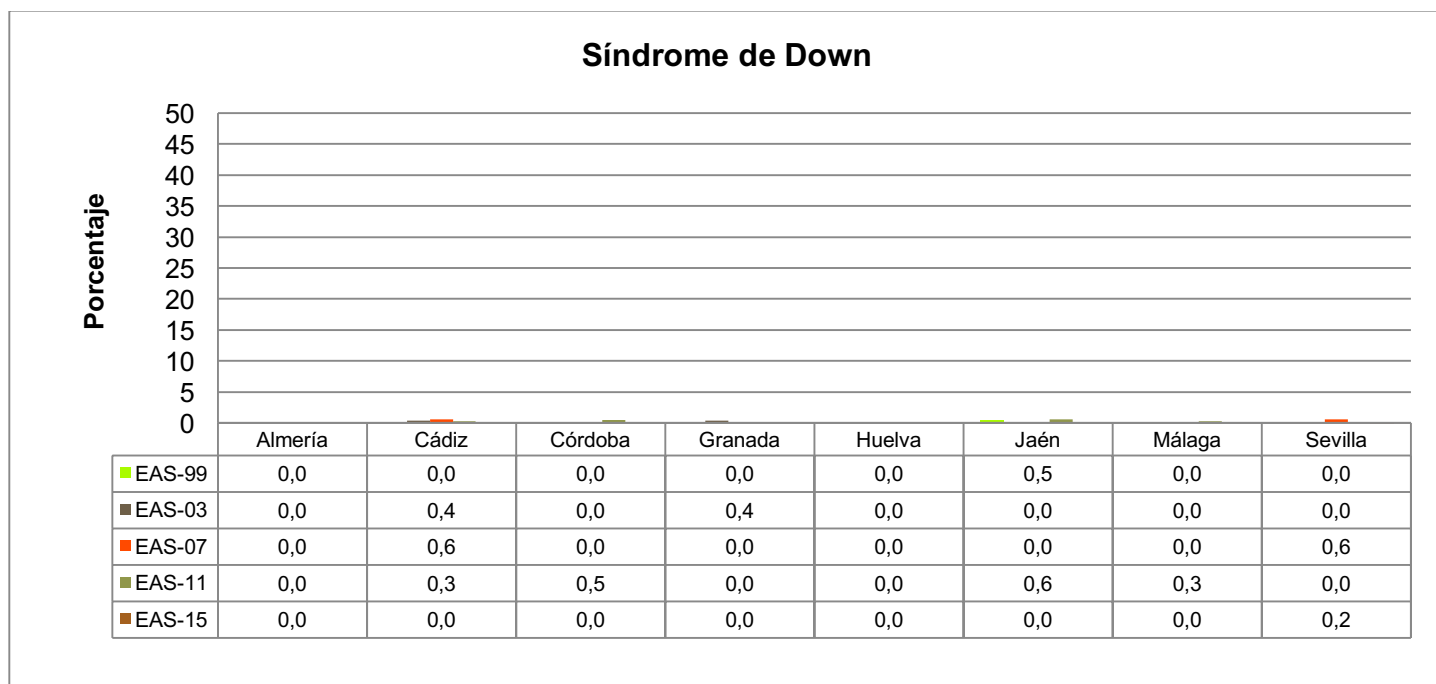 Síndrome de Down
Porcentaje
50
45
40
35
30
25
20
15
10
5
0
Almería Cádiz Córdoba Granada Huelva Jaén Málaga Sevilla
EAS-99 0,0 0,0 0,0 0,0 0,0 0,5 0,0 0,0
EAS-03 0,0 0,4 0,0 0,4 0,0 0,0 0,0 0,0
EAS-07 0,0 0,6 0,0 0,0 0,0 0,0 0,0 0,6
EAS-11 0,0 0,3 0,5 0,0 0,0 0,6 0,3 0,0
EAS-15 0,0 0,0 0,0 0,0 0,0 0,0 0,0 0,2